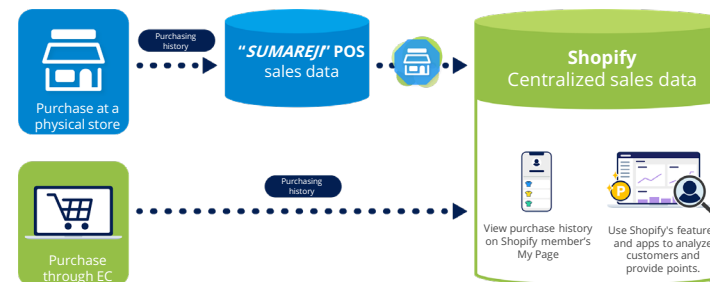 Purchasing
history
"SUMAREJI" POS
sales data
Shopify
Centralized sales data
Purchase at a
physical store
Purchasing
history
P
View purchase history
on Shopify member's
My Page
Use Shopify's feature
and apps to analyze
customers and
provide points.
Purchase
through EC